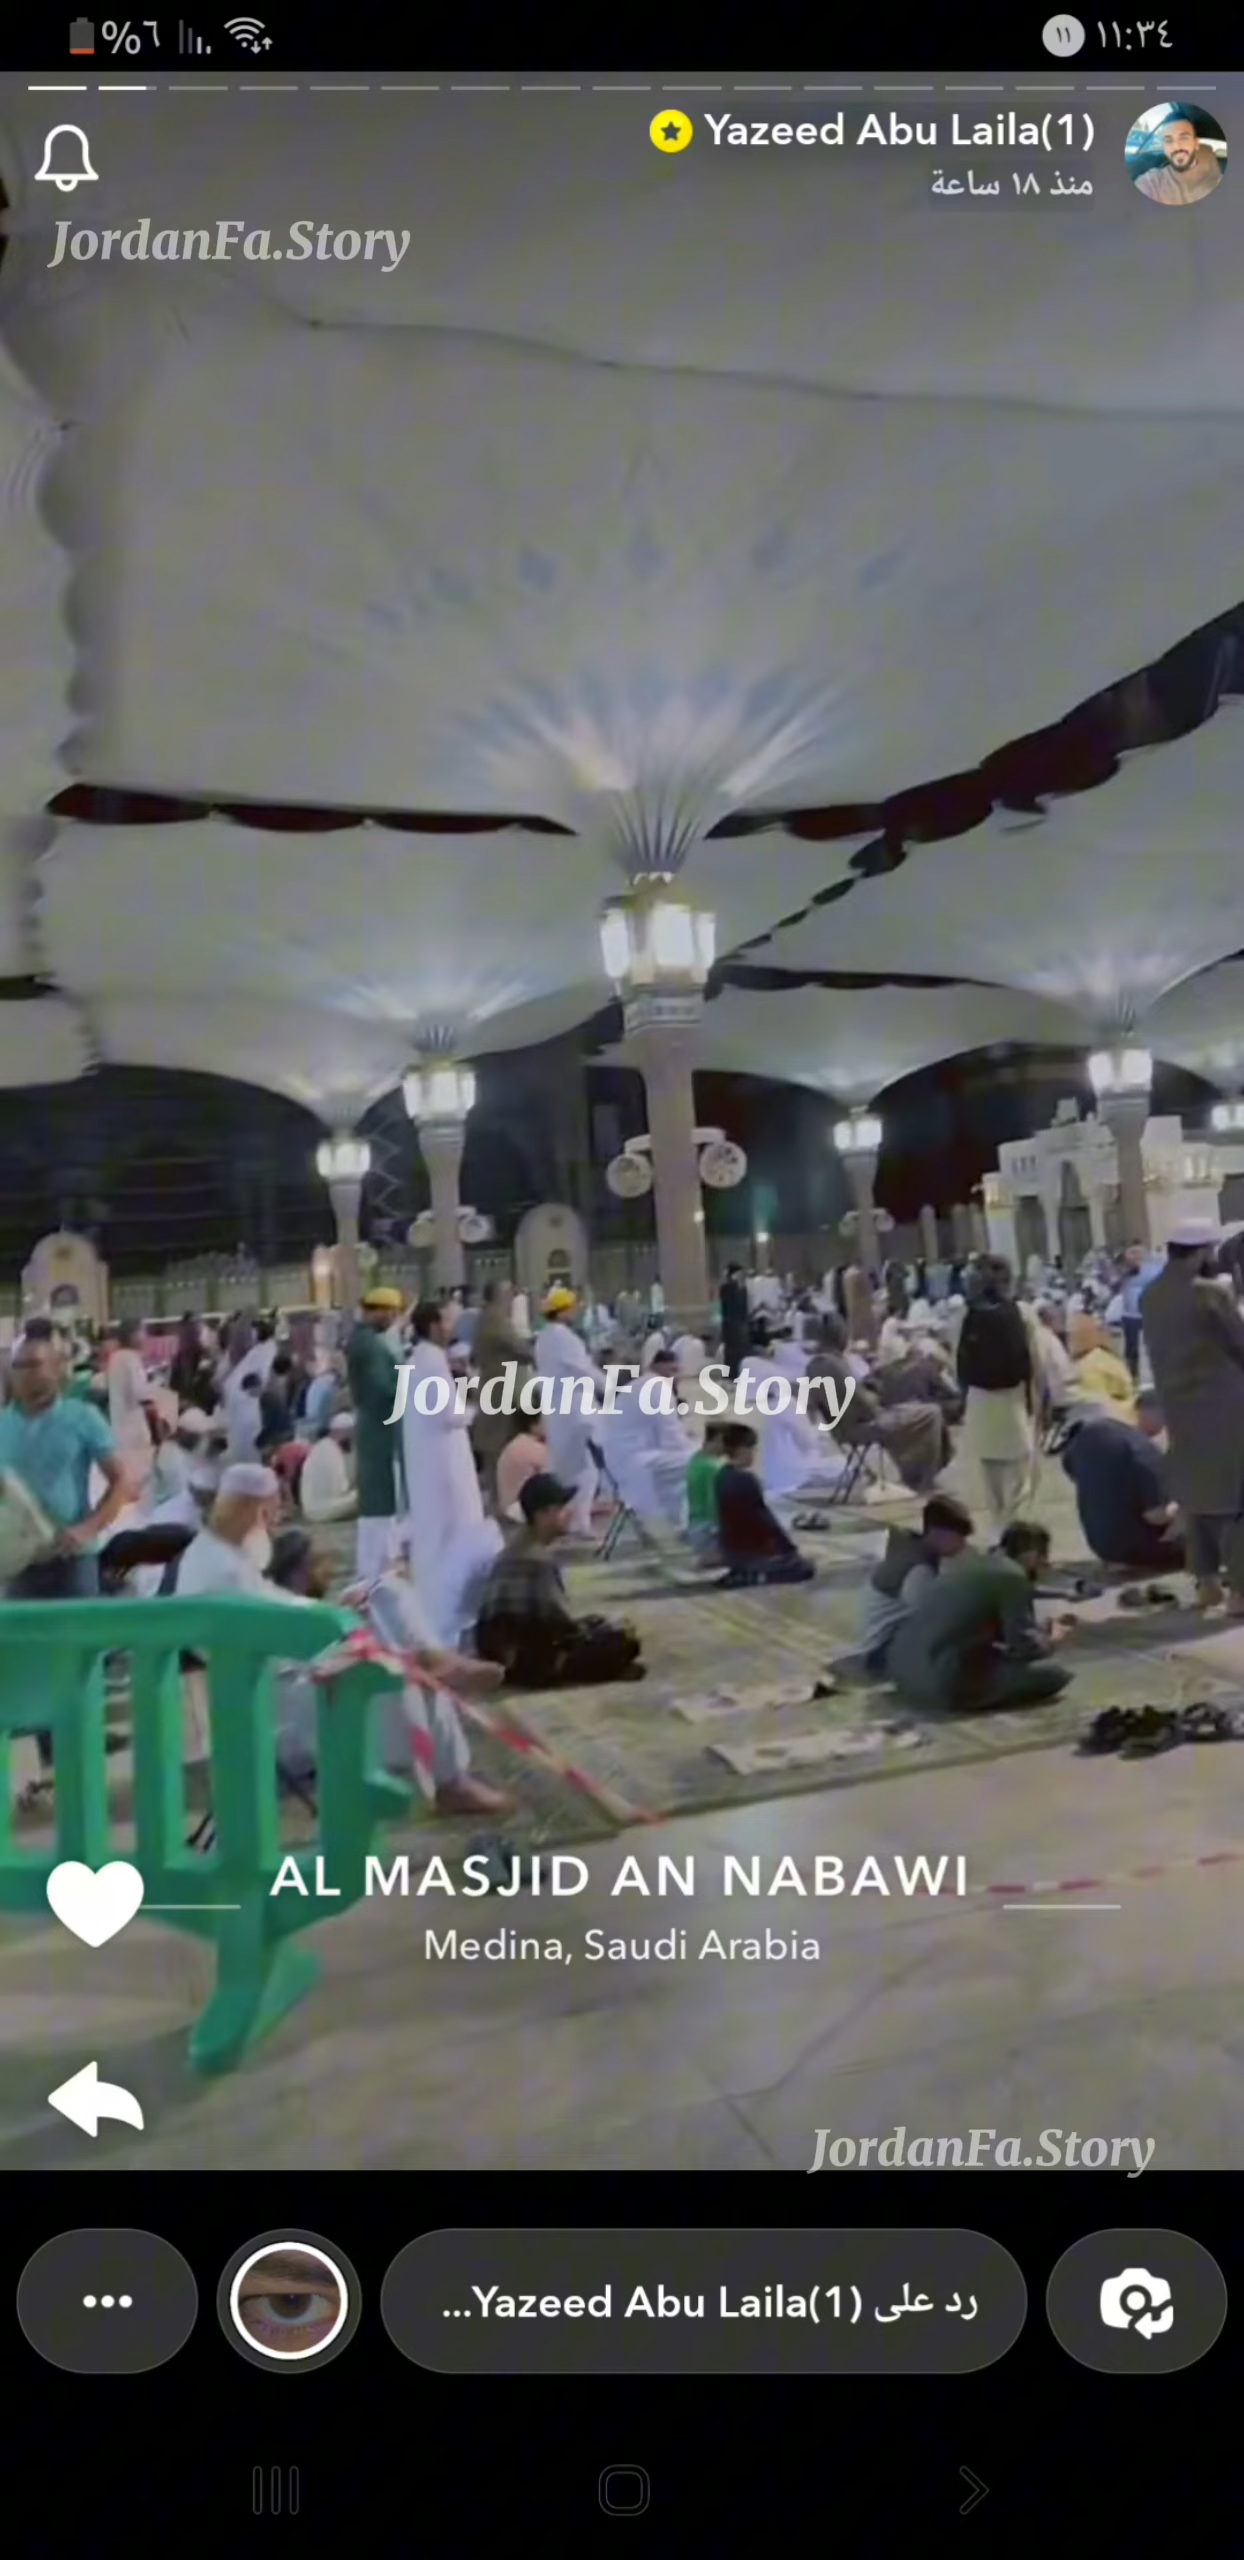 %٦
١١
١١:٣٤
Yazeed Abu Laila(1)
منذ ١٨ ساعة
JordanFa.Story
JordanFa.Story
AL MASJID AN NABAWI
Medina, Saudi Arabia
JordanFa.Story
رد على Yazeed Abu Laila(1)...